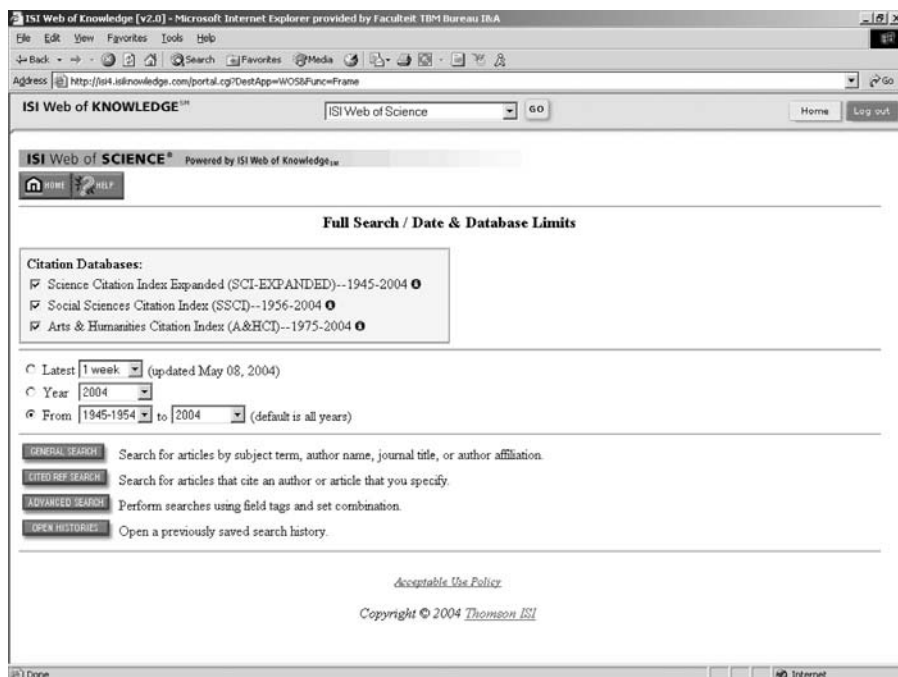 ISI Web of Knowledge [v2.0] - Microsoft Internet Explorer provided by Faculteit TBM Bureau I&A
File Edit View Favorites Tools Help
Back Search Favorites Media
Address http://isi4.isiknowledge.com/portal.cgi?DestApp=WOS&Func=Frame Go
ISI Web of KNOWLEDGE SM ISI Web of Science GO Home Log out
ISI Web of SCIENCE® Powered by ISI Web of Knowledge SM
HOME HELP
Full Search / Date & Database Limits
Citation Databases:
Science Citation Index Expanded (SCI-EXPANDED)--1945-2004
Social Sciences Citation Index (SSCI)--1956-2004
Arts & Humanities Citation Index (A&HCI)--1975-2004
Latest 1 week (updated May 08, 2004)
Year 2004
From 1945-1954 to 2004 (default is all years)
GENERAL SEARCH Search for articles by subject term, author name, journal title, or author affiliation.
CITED REF SEARCH Search for articles that cite an author or article that you specify.
ADVANCED SEARCH Perform searches using field tags and set combination.
OPEN HISTORIES Open a previously saved search history.
Acceptable Use Policy
Copyright © 2004 Thomson ISI
Done Internet